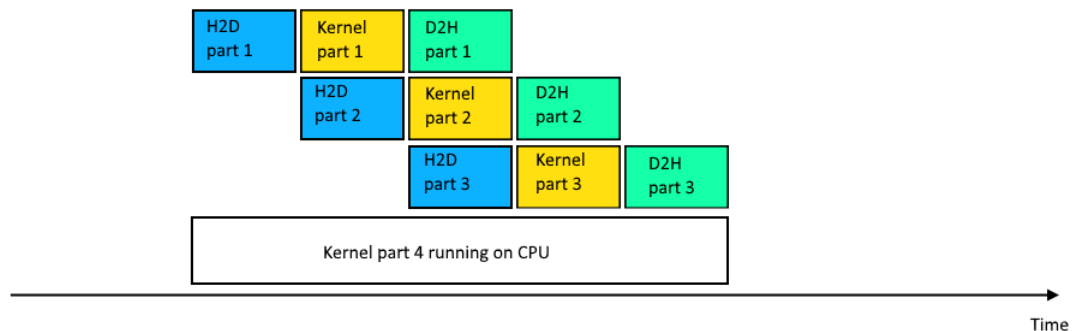 H2D
part 1
Kernel
part 1
D2H
part 1
H2D
part 2
Kernel
part 2
D2H
part 2
H2D
part 3
Kernel
part 3
D2H
part 3
Kernel part 4 running on CPU
Time